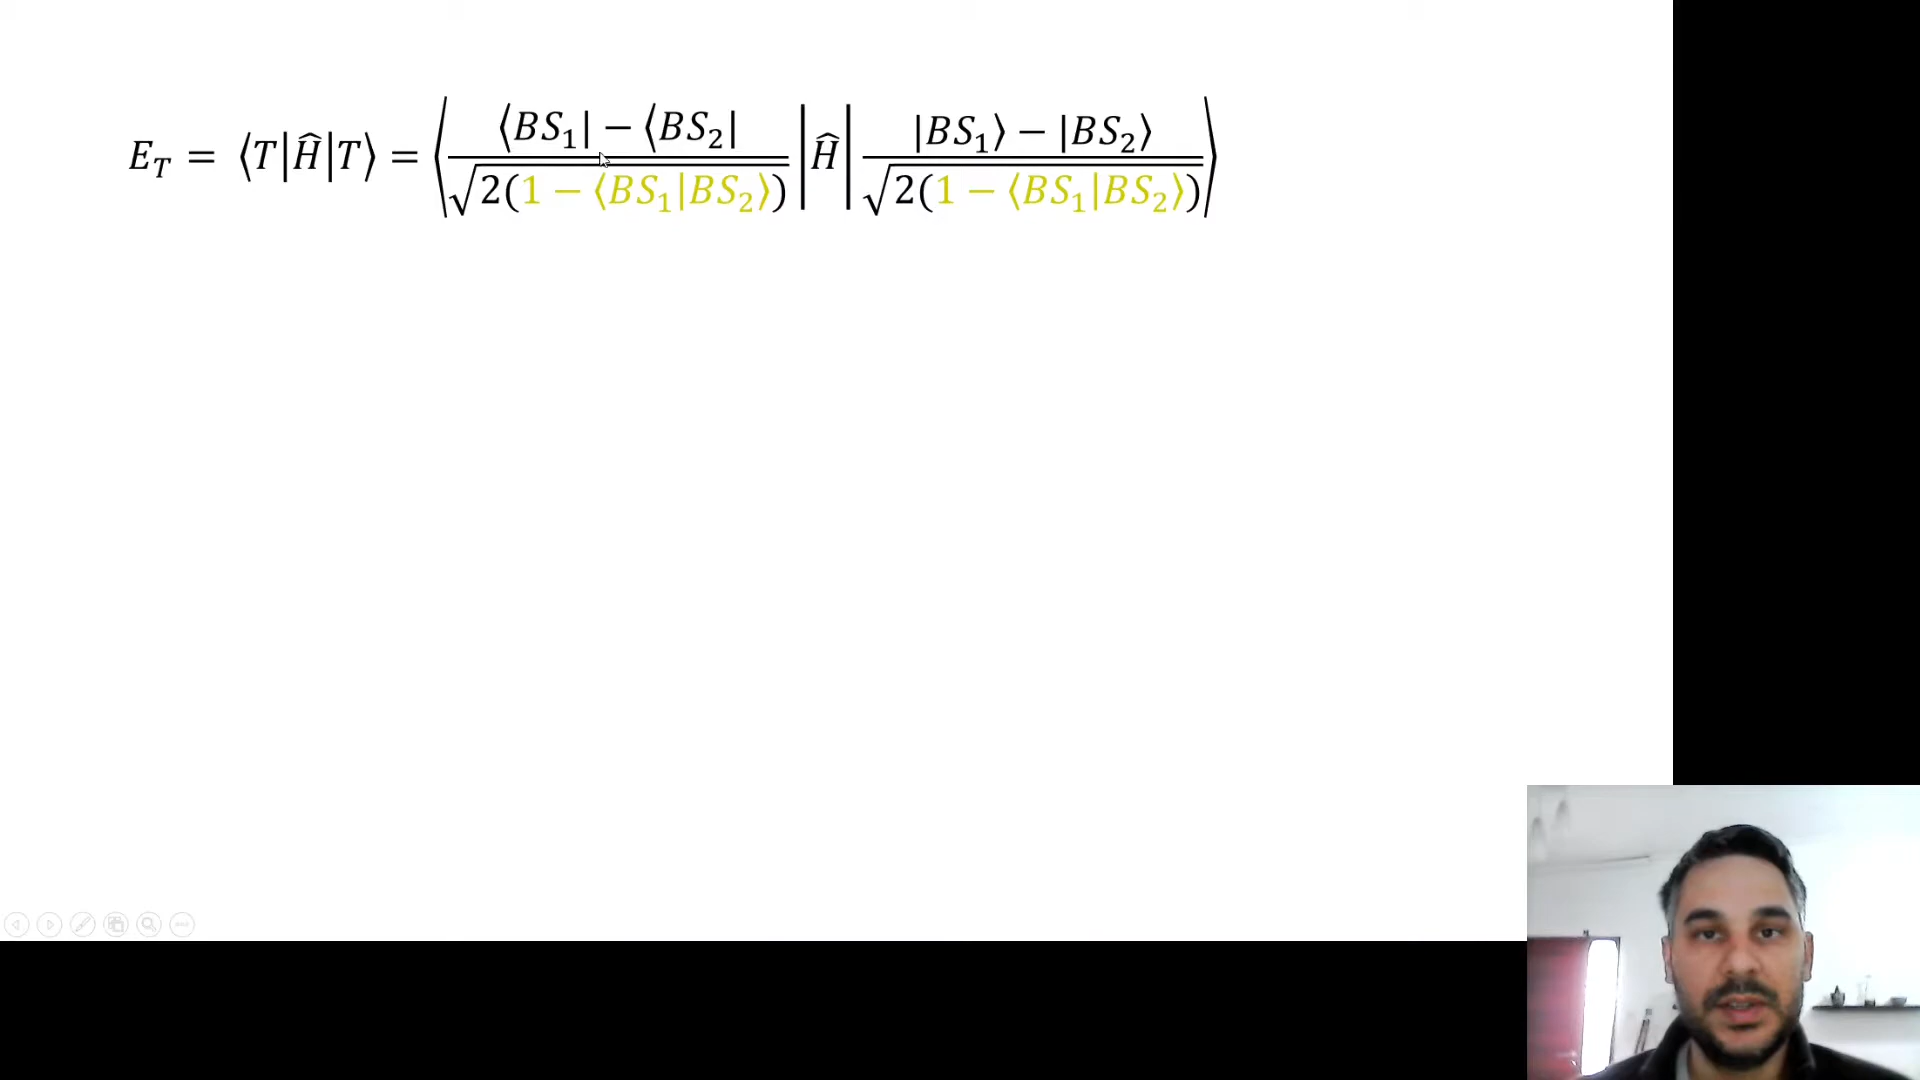 E_T = ⟨T|Ĥ|T⟩ = ⟨ (⟨BS₁| − ⟨BS₂|) / √(2(1 − ⟨BS₁|BS₂⟩)) | Ĥ | (|BS₁⟩ − |BS₂⟩) / √(2(1 − ⟨BS₁|BS₂⟩)) ⟩